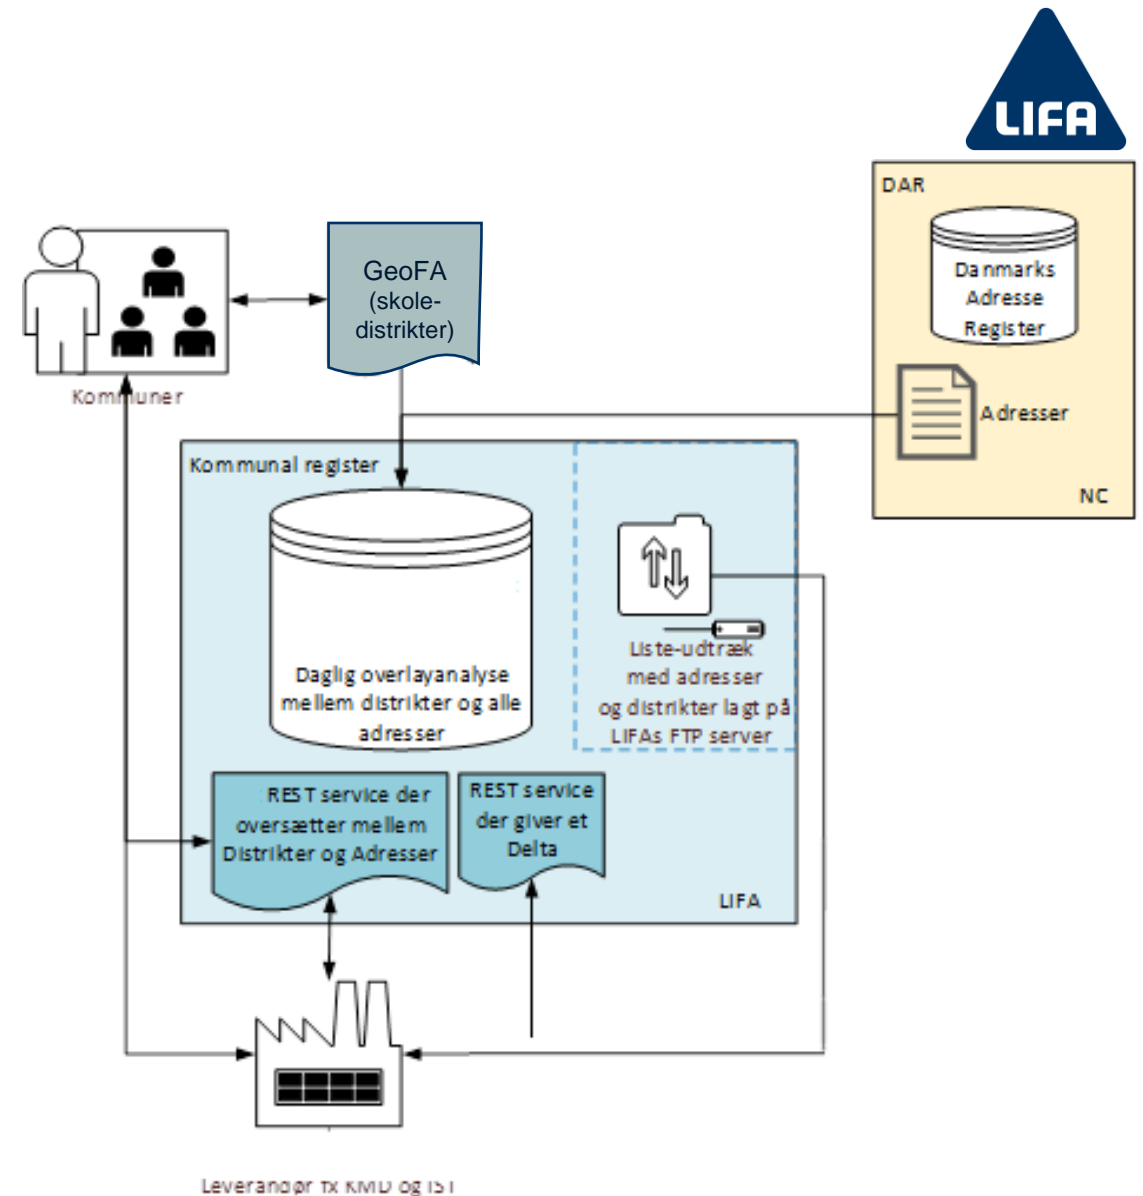 LIFA
DAR
Danmarks
Adresse
Register
Adresser
NC
GeoFA
(skole-
distrikter)
Kommuner
Kommunal register
Daglig overlayanalyse
mellem distrikter og alle
adresser
Liste-udtræk
med adresser
og distrikter lagt på
LIFAs FTP server
REST service der
oversætter mellem
Distrikter og Adresser
REST service
der giver et
Delta
LIFA
Leverandør fx KMD og IST